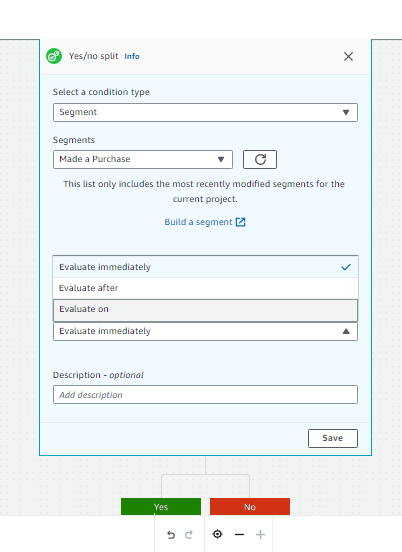 Yes/no split Info
Select a condition type
Segment
Segments
Made a Purchase
This list only includes the most recently modified segments for the
current project.
Build a segment
Evaluate immediately
Evaluate after
Evaluate on
Evaluate immediately
Description - optional
Add description
Save
Yes
No